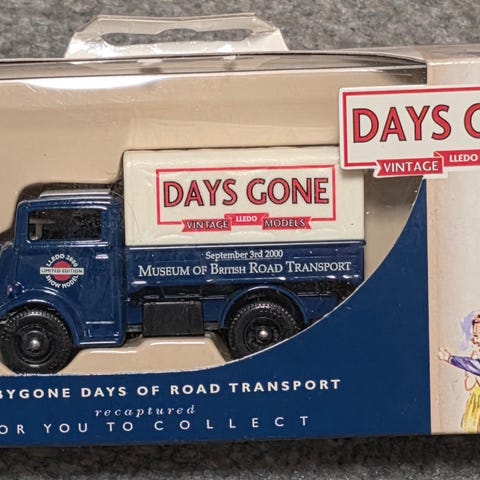 DAYS G
VINTAGE LLEDO
DAYS GONE
VINTAGE LLEDO MODELS
September 3rd 2000
MUSEUM OF BRITISH ROAD TRANSPORT
LLEDO 2000
LIMITED EDITION
SHOW MODEL
BYGONE DAYS OF ROAD TRANSPORT
recaptured
OR YOU TO COLLECT